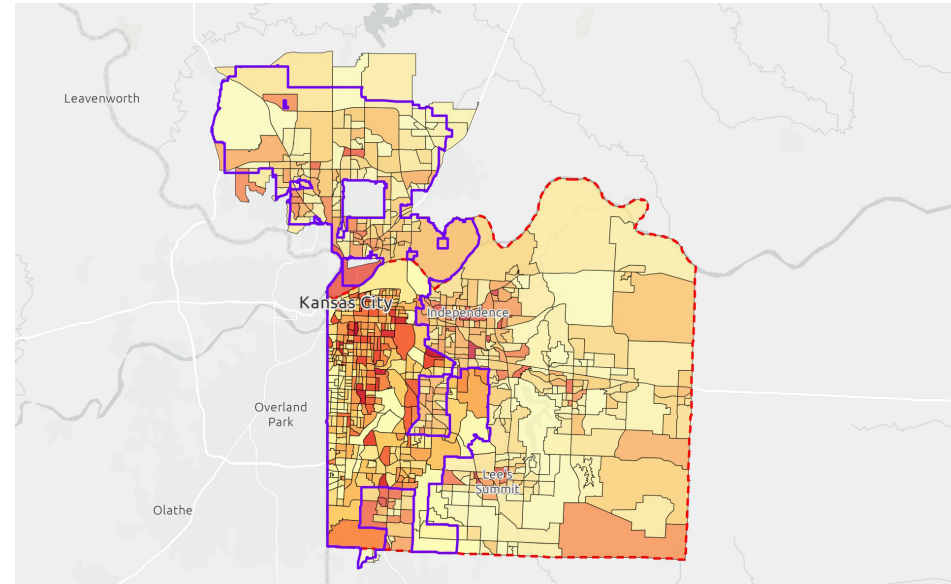 Leavenworth
Kansas City
Independence
Overland
Park
Lee's
Summit
Olathe